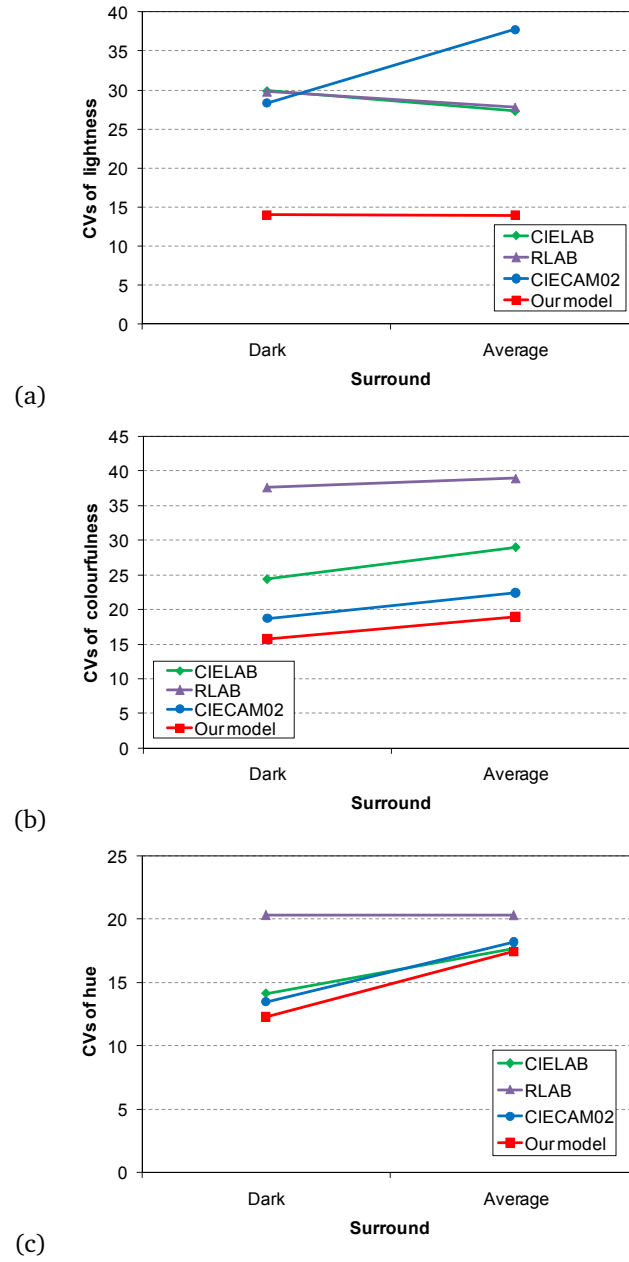 40
35
30
25
20
15
10
5
0
CVs of lightness
CIELAB
RLAB
CIECAM02
Our model
Dark
Average
Surround
(a)
45
40
35
30
25
20
15
10
5
0
CVs of colourfulness
CIELAB
RLAB
CIECAM02
Our model
Dark
Average
Surround
(b)
25
20
15
10
5
0
CVs of hue
CIELAB
RLAB
CIECAM02
Our model
Dark
Average
Surround
(c)